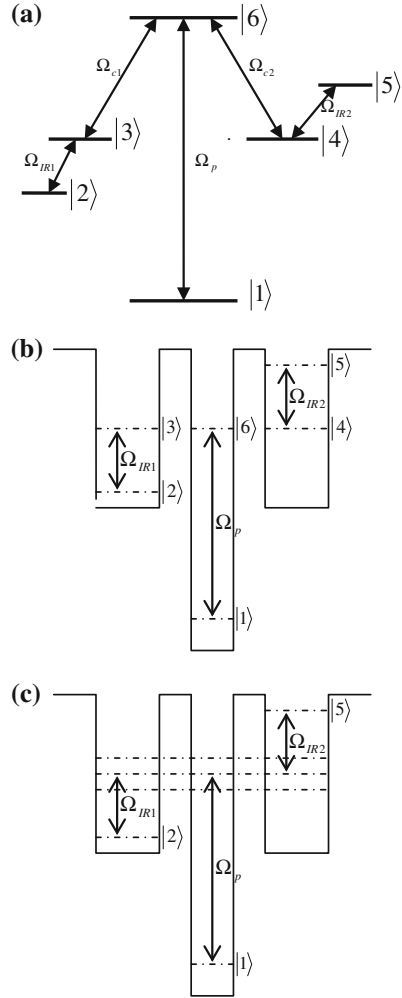 (a)
|6⟩
Ω_c1
Ω_c2
|5⟩
Ω_IR2
|3⟩
|4⟩
Ω_IR1
Ω_p
|2⟩
|1⟩
(b)
|5⟩
Ω_IR2
|3⟩ |6⟩ |4⟩
Ω_IR1
|2⟩
Ω_p
|1⟩
(c)
|5⟩
Ω_IR2
Ω_IR1
|2⟩
Ω_p
|1⟩